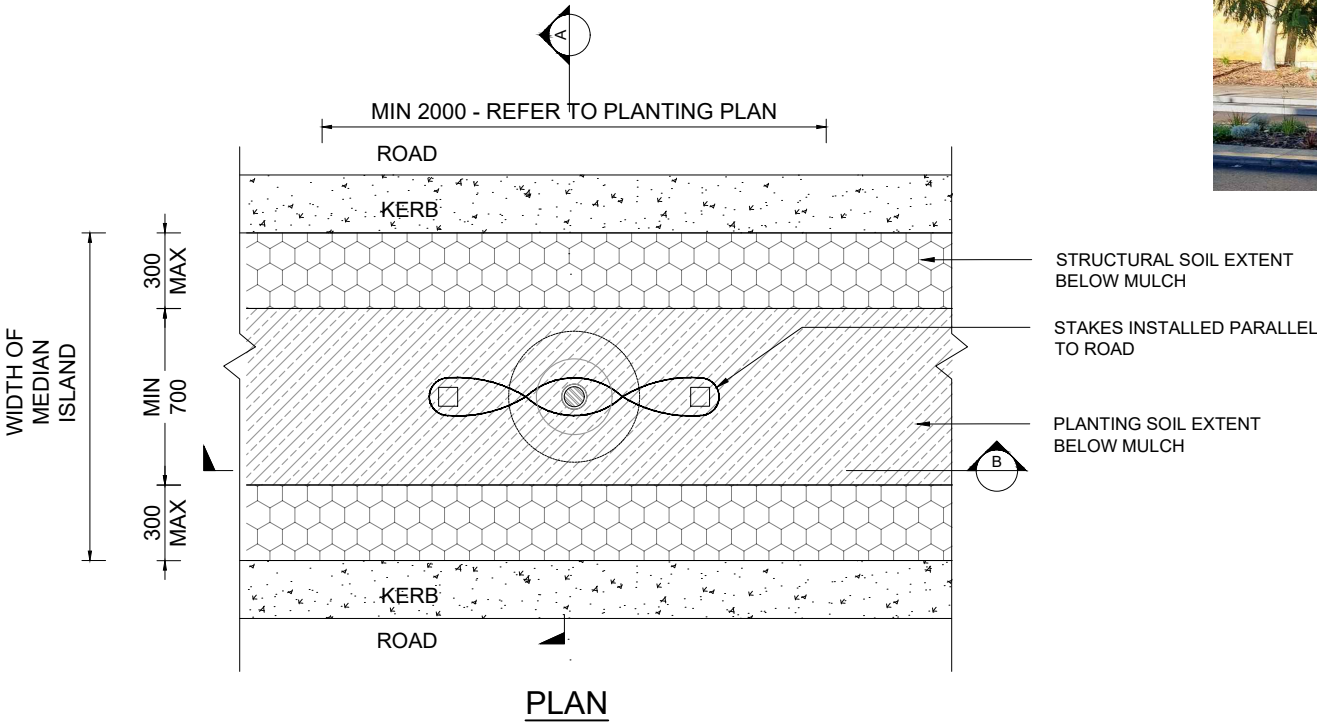 A
MIN 2000 - REFER TO PLANTING PLAN
ROAD
KERB
WIDTH OF
MEDIAN
ISLAND
300
MAX
MIN
700
300
MAX
STRUCTURAL SOIL EXTENT
BELOW MULCH
STAKES INSTALLED PARALLEL
TO ROAD
PLANTING SOIL EXTENT
BELOW MULCH
B
KERB
ROAD
PLAN